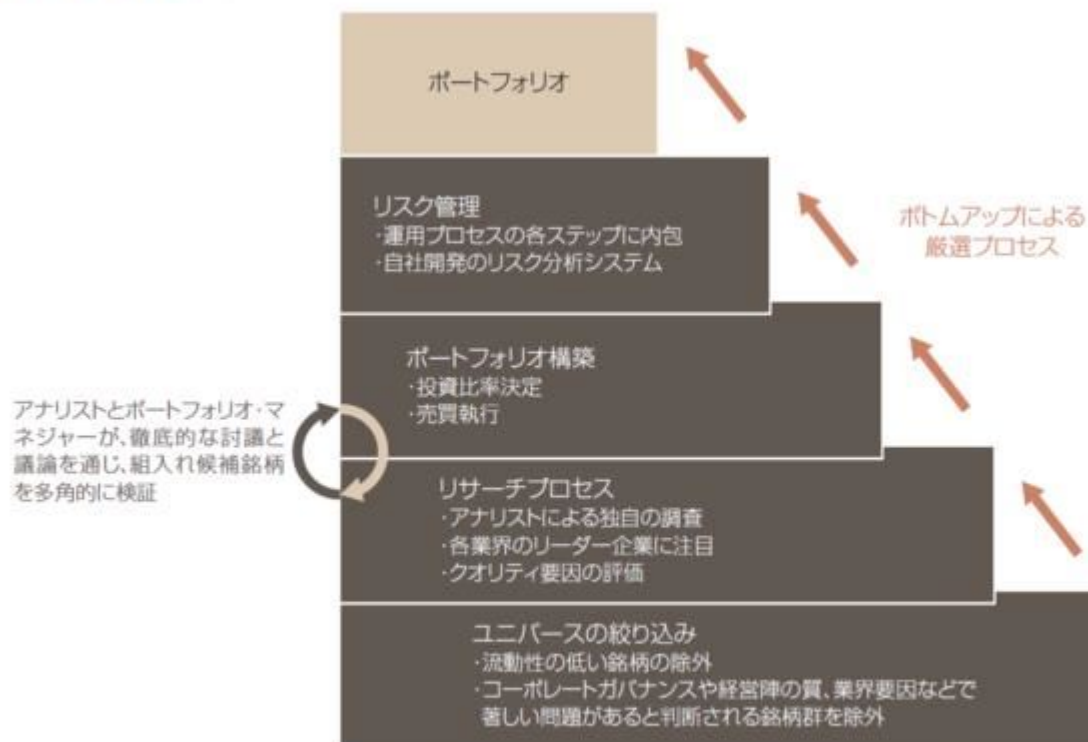 ポートフォリオ
リスク管理
・運用プロセスの各ステップに内包
・自社開発のリスク分析システム
ボトムアップによる
厳選プロセス
ポートフォリオ構築
・投資比率決定
・売買執行
アナリストとポートフォリオ・マ
ネジャーが、徹底的な討議と
議論を通じ、組入れ候補銘柄
を多角的に検証
リサーチプロセス
・アナリストによる独自の調査
・各業界のリーダー企業に注目
・クオリティ要因の評価
ユニバースの絞り込み
・流動性の低い銘柄の除外
・コーポレートガバナンスや経営陣の質、業界要因などで
著しい問題があると判断される銘柄群を除外